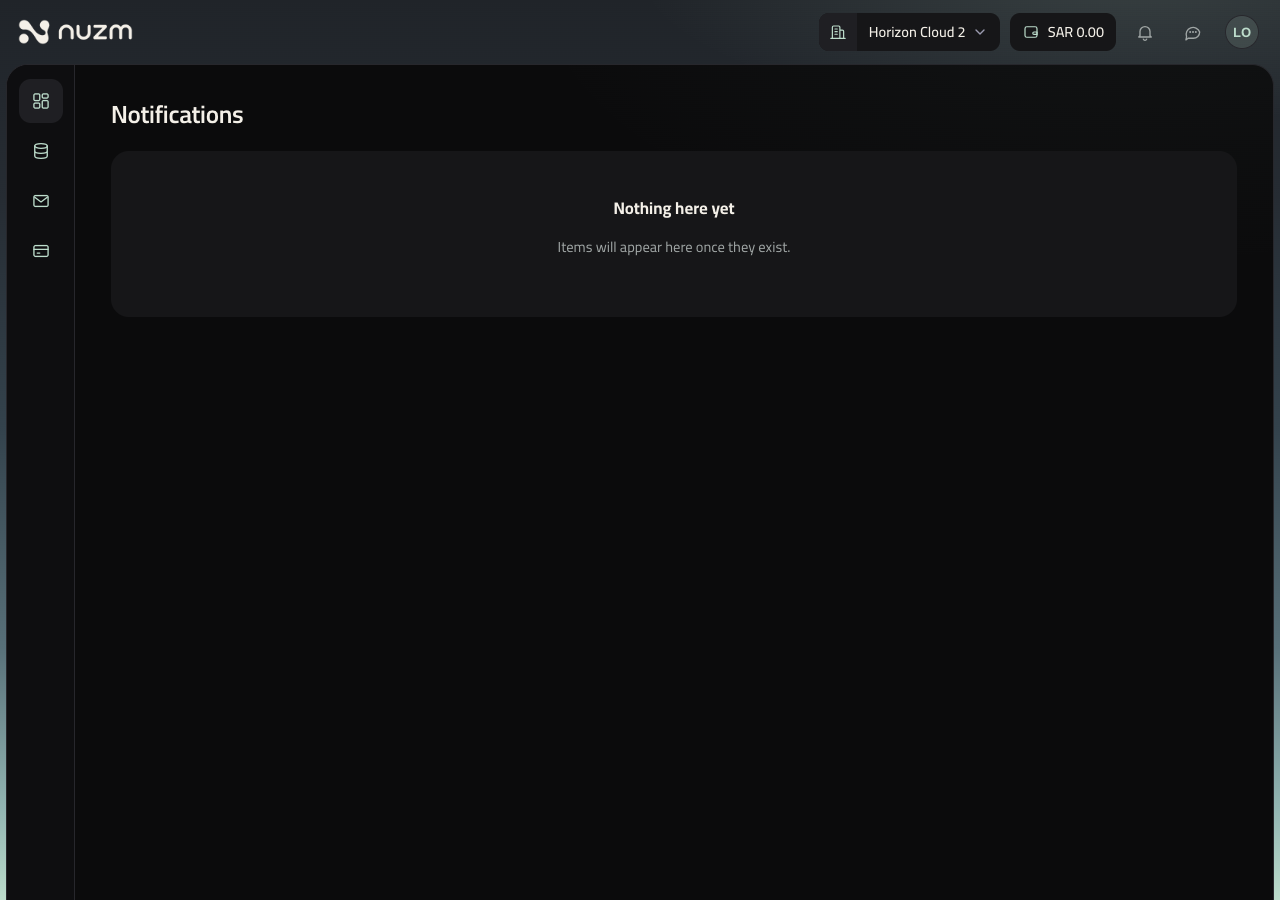 nuzm
Horizon Cloud 2
SAR 0.00
LO
Notifications
Nothing here yet
Items will appear here once they exist.